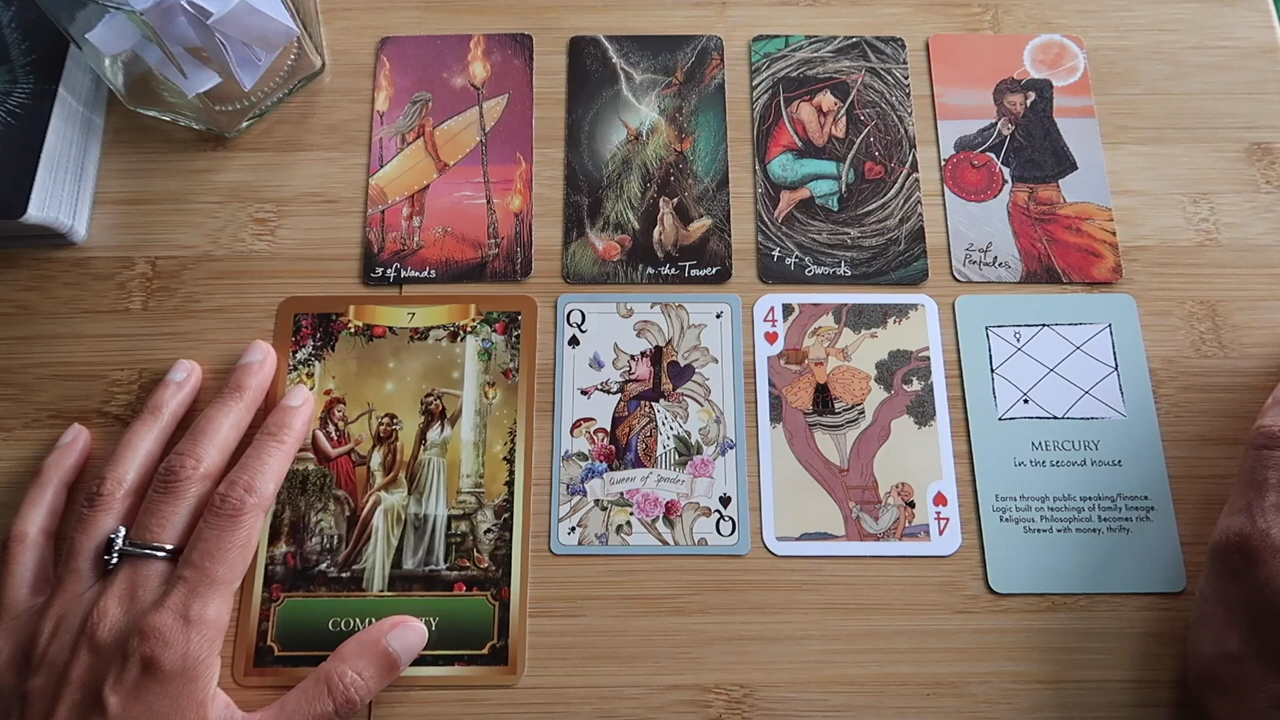 3 of Wands
16. the Tower
4 of Swords
2 of
Pentacles
7
COMM
TY
Q
Queen of Spades
Q
4
4
MERCURY
in the second house
Earns through public speaking/finance.
Logic built on teachings of family lineage.
Religious. Philosophical. Becomes rich.
Shrewd with money, thrifty.